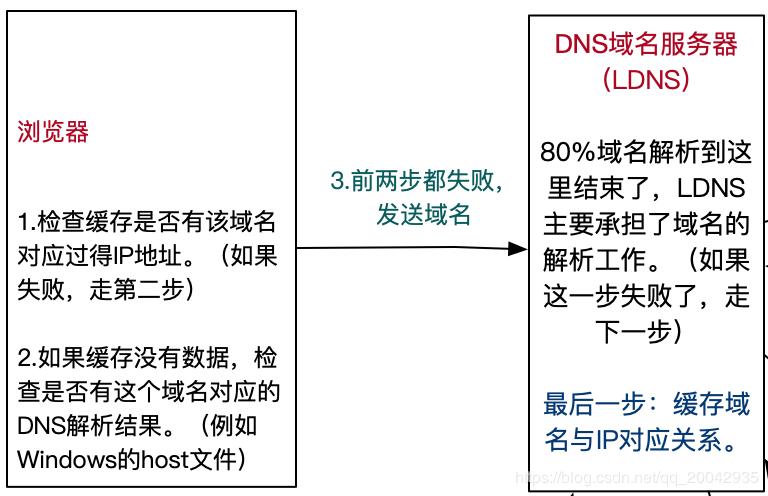 浏览器
1.检查缓存是否有该域名
对应过得IP地址。（如果
失败，走第二步）
2.如果缓存没有数据，检
查是否有这个域名对应的
DNS解析结果。（例如
Windows的host文件）
3.前两步都失败，
发送域名
DNS域名服务器
（LDNS）
80%域名解析到这
里结束了，LDNS
主要承担了域名的
解析工作。（如果
这一步失败了，走
下一步）
最后一步：缓存域
名与IP对应关系。
https://blog.csdn.net/qq_20042935